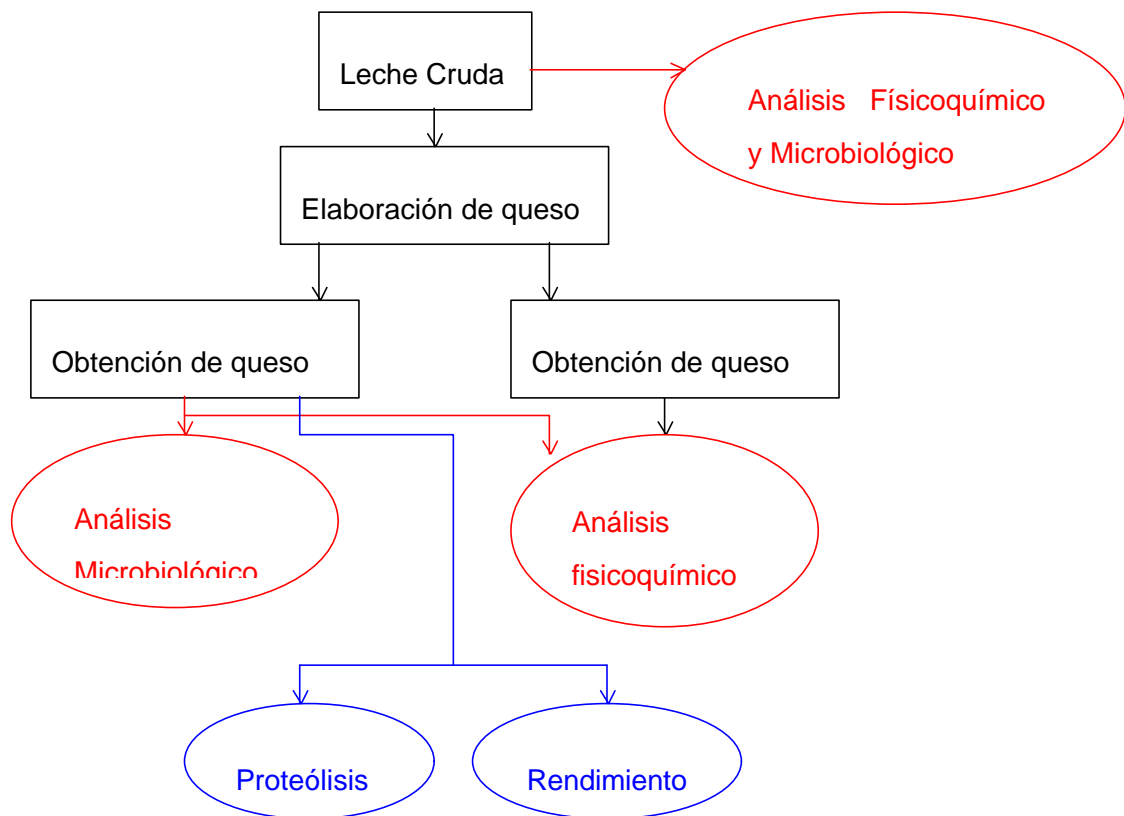 Leche Cruda
Análisis Físicoquímico
y Microbiológico
Elaboración de queso
Obtención de queso
Obtención de queso
Análisis
Microbiológico
Análisis
fisicoquímico
Proteólisis
Rendimiento